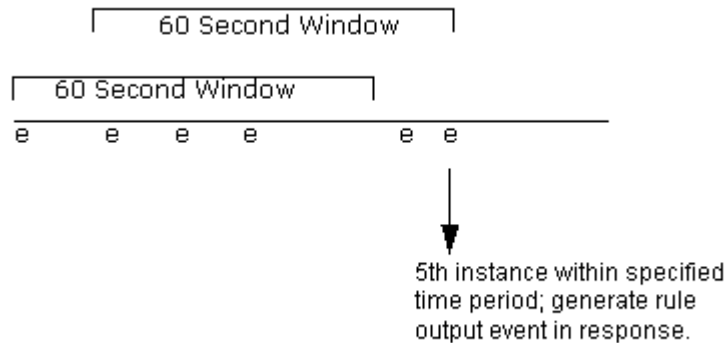 60 Second Window
60 Second Window
e e e e e e
5th instance within specified
time period; generate rule
output event in response.